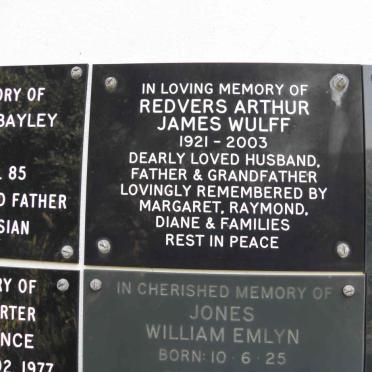 ORY OF
BAYLEY
85
FATHER
SIAN
IN LOVING MEMORY OF
REDVERS ARTHUR
JAMES WULFF
1921 - 2003
DEARLY LOVED HUSBAND,
FATHER & GRANDFATHER
LOVINGLY REMEMBERED BY
MARGARET, RAYMOND,
DIANE & FAMILIES
REST IN PEACE
RY OF
RTER
NCE
02 1977
IN CHERISHED MEMORY OF
JONES
WILLIAM EMLYN
BORN: 10 · 6 · 25